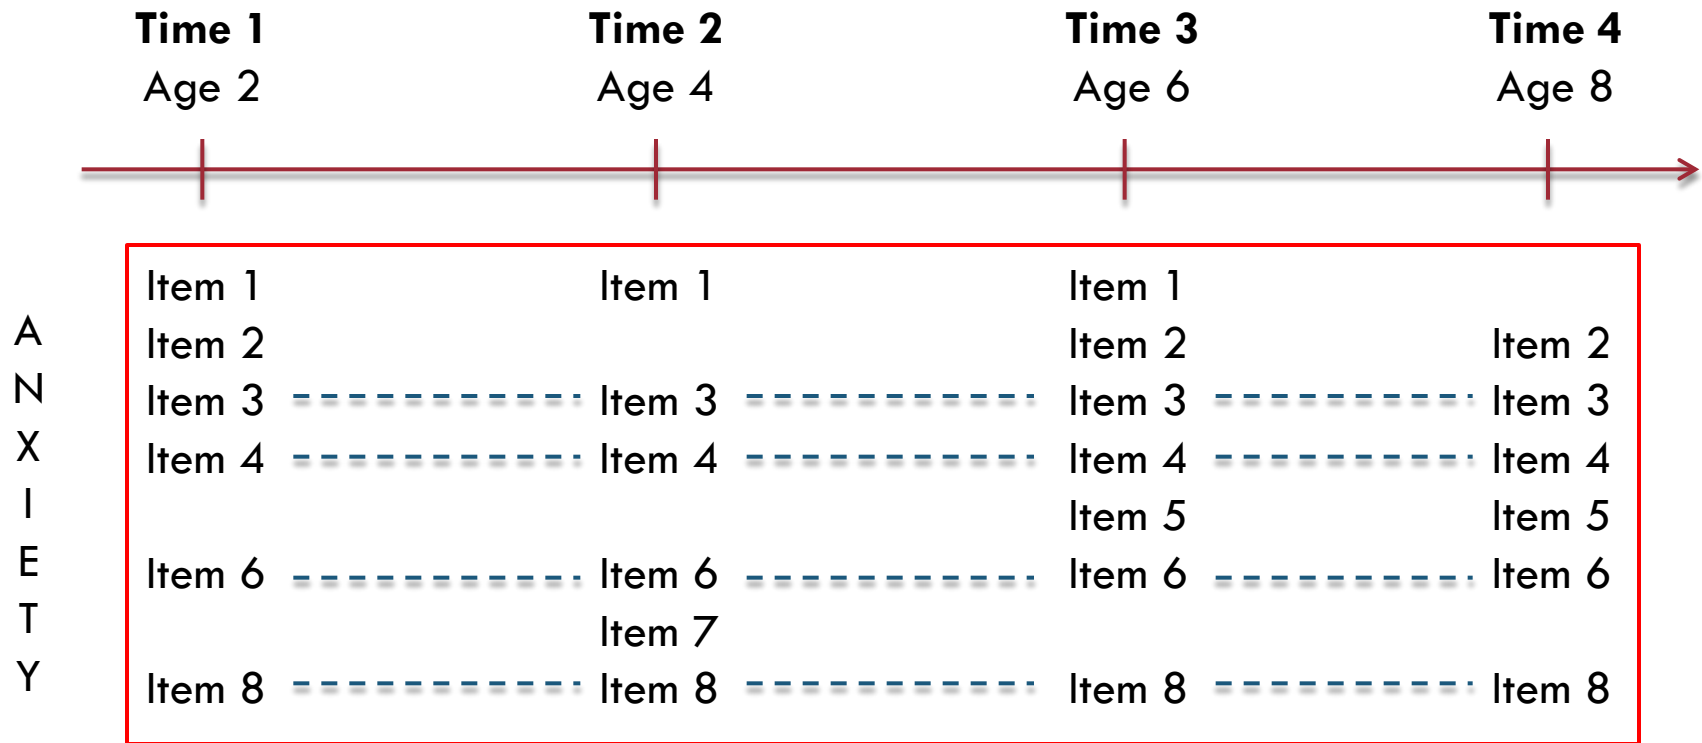 Time 1 Time 2 Time 3 Time 4
Age 2 Age 4 Age 6 Age 8
A
N
X
I
E
T
Y
Item 1 Item 1 Item 1
Item 2 Item 2 Item 2
Item 3 Item 3 Item 3 Item 3
Item 4 Item 4 Item 4 Item 4
Item 5 Item 5
Item 6 Item 6 Item 6 Item 6
Item 7
Item 8 Item 8 Item 8 Item 8